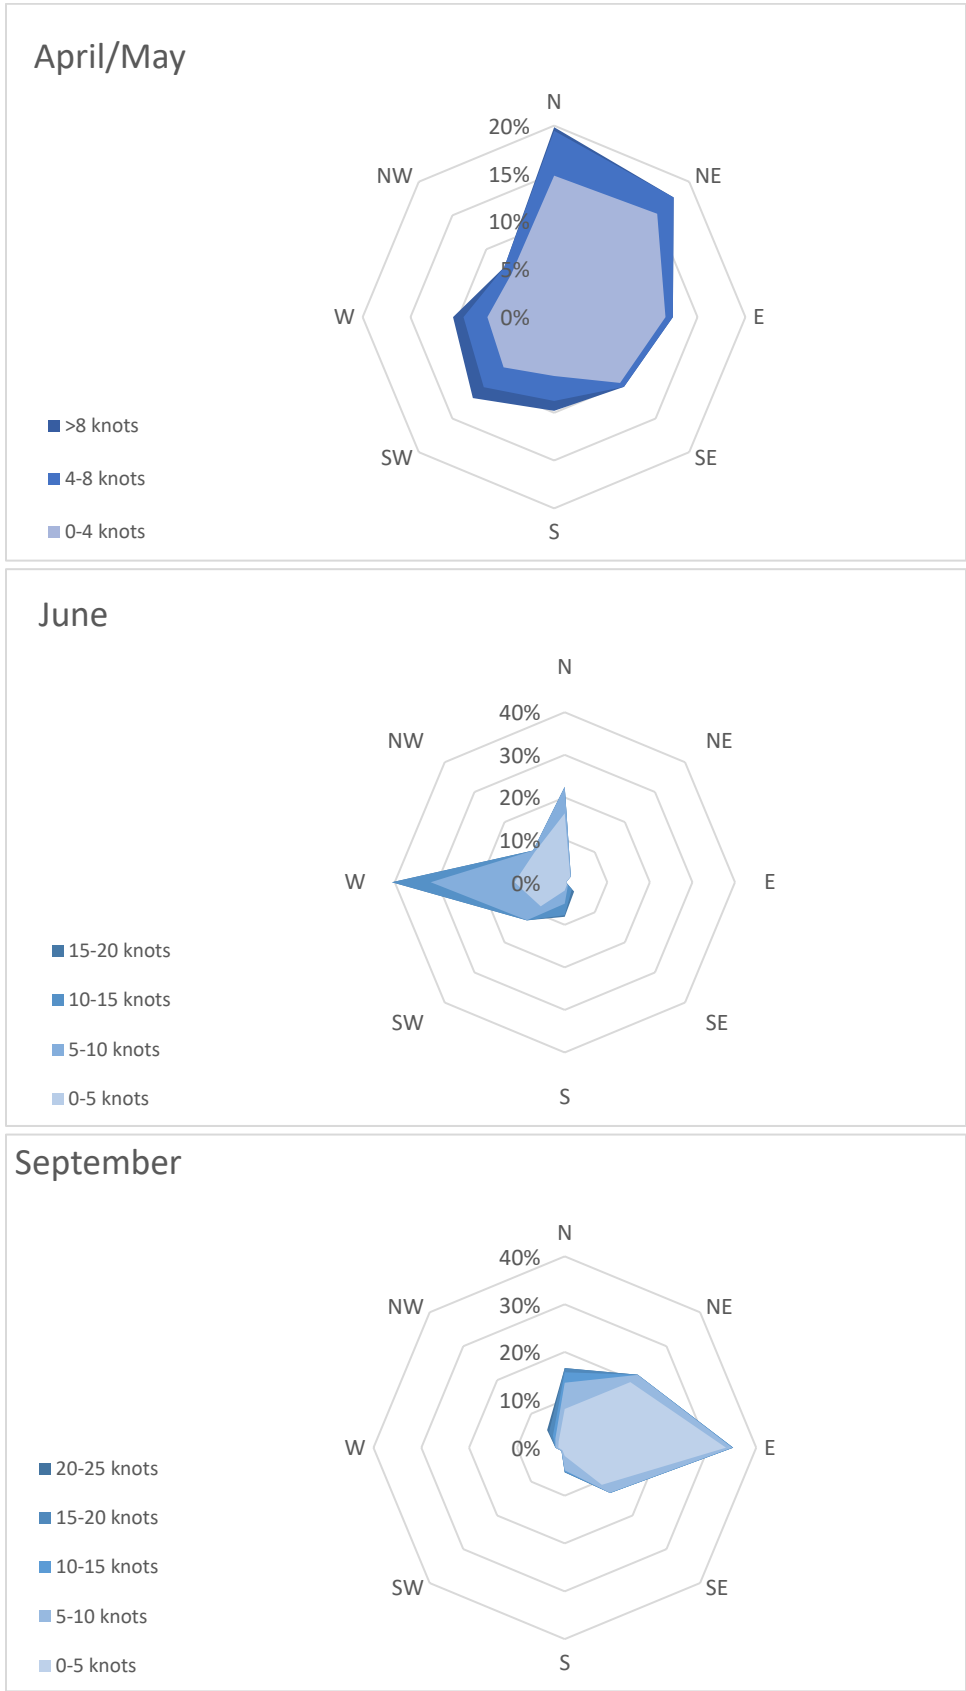 April/May
N
20%
NW
NE
15%
10%
5%
W
0%
E
>8 knots
SW
SE
4-8 knots
S
0-4 knots
June
N
40%
NW
NE
30%
20%
10%
W
0%
E
15-20 knots
10-15 knots
SW
SE
5-10 knots
S
0-5 knots
September
N
40%
NW
NE
30%
20%
10%
W
0%
E
20-25 knots
15-20 knots
10-15 knots
SW
SE
5-10 knots
S
0-5 knots